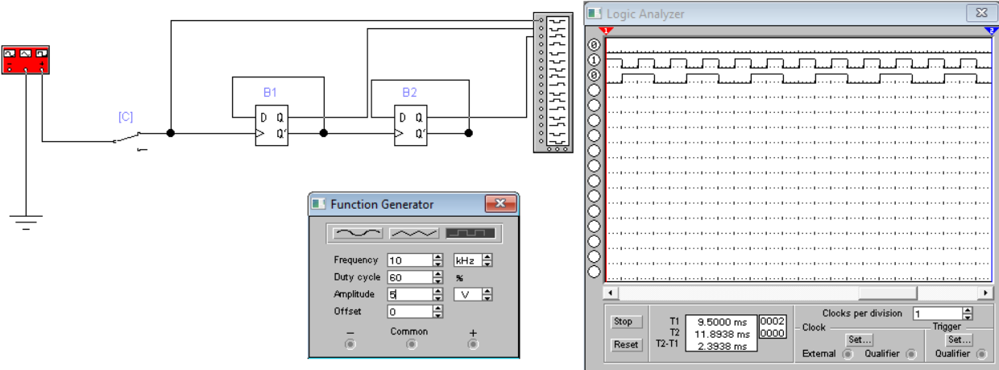 Logic Analyzer
1
2
0
1
0
B1
B2
[C]
D Q
Q'
D Q
Q'
- +
Function Generator
Frequency 10 kHz
Duty cycle 60 %
Amplitude 5 V
Offset 0
− Common +
Stop
Reset
T1 9.5000 ms 0002
T2 11.8938 ms 0000
T2-T1 2.3938 ms
Clocks per division 1
Clock
Set...
External Qualifier
Trigger
Set...
Qualifier